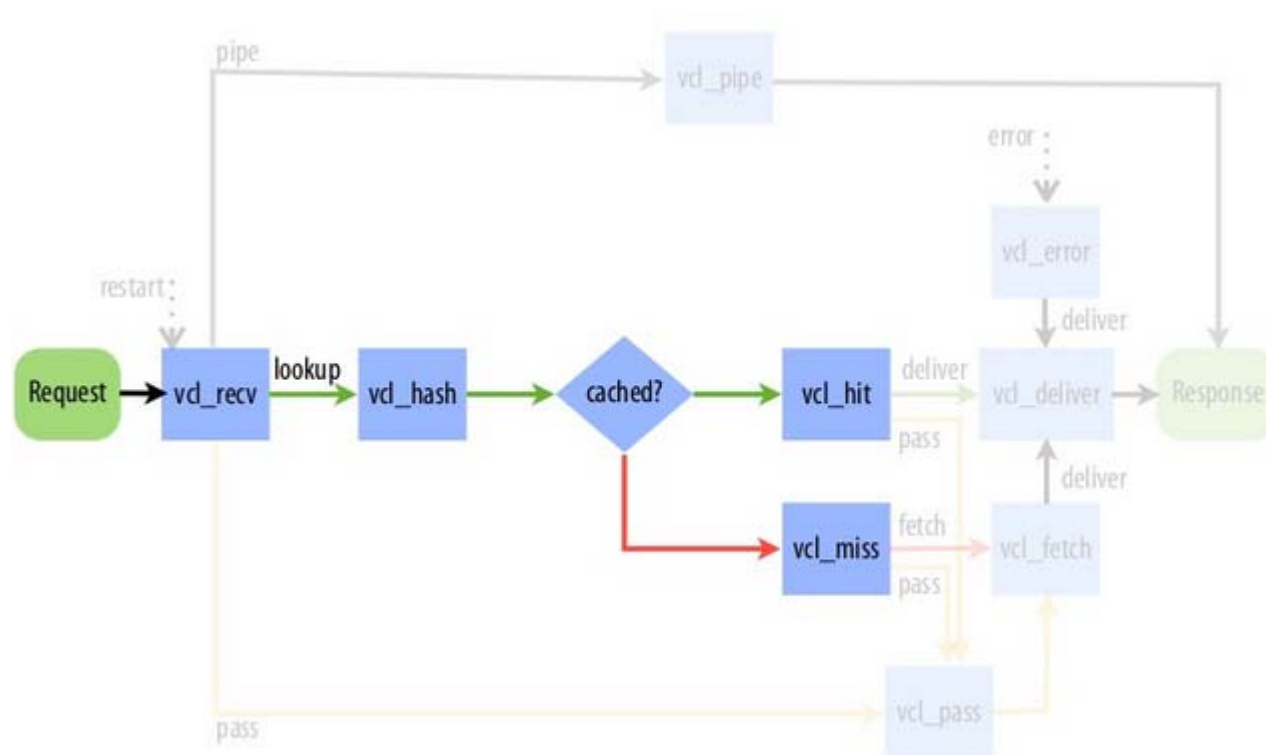 pipe
vcl_pipe
error
vcl_error
restart
deliver
Request
vcl_recv
lookup
vcl_hash
cached?
vcl_hit
deliver
vcl_deliver
Response
pass
deliver
vcl_miss
fetch
vcl_fetch
pass
vcl_pass
pass